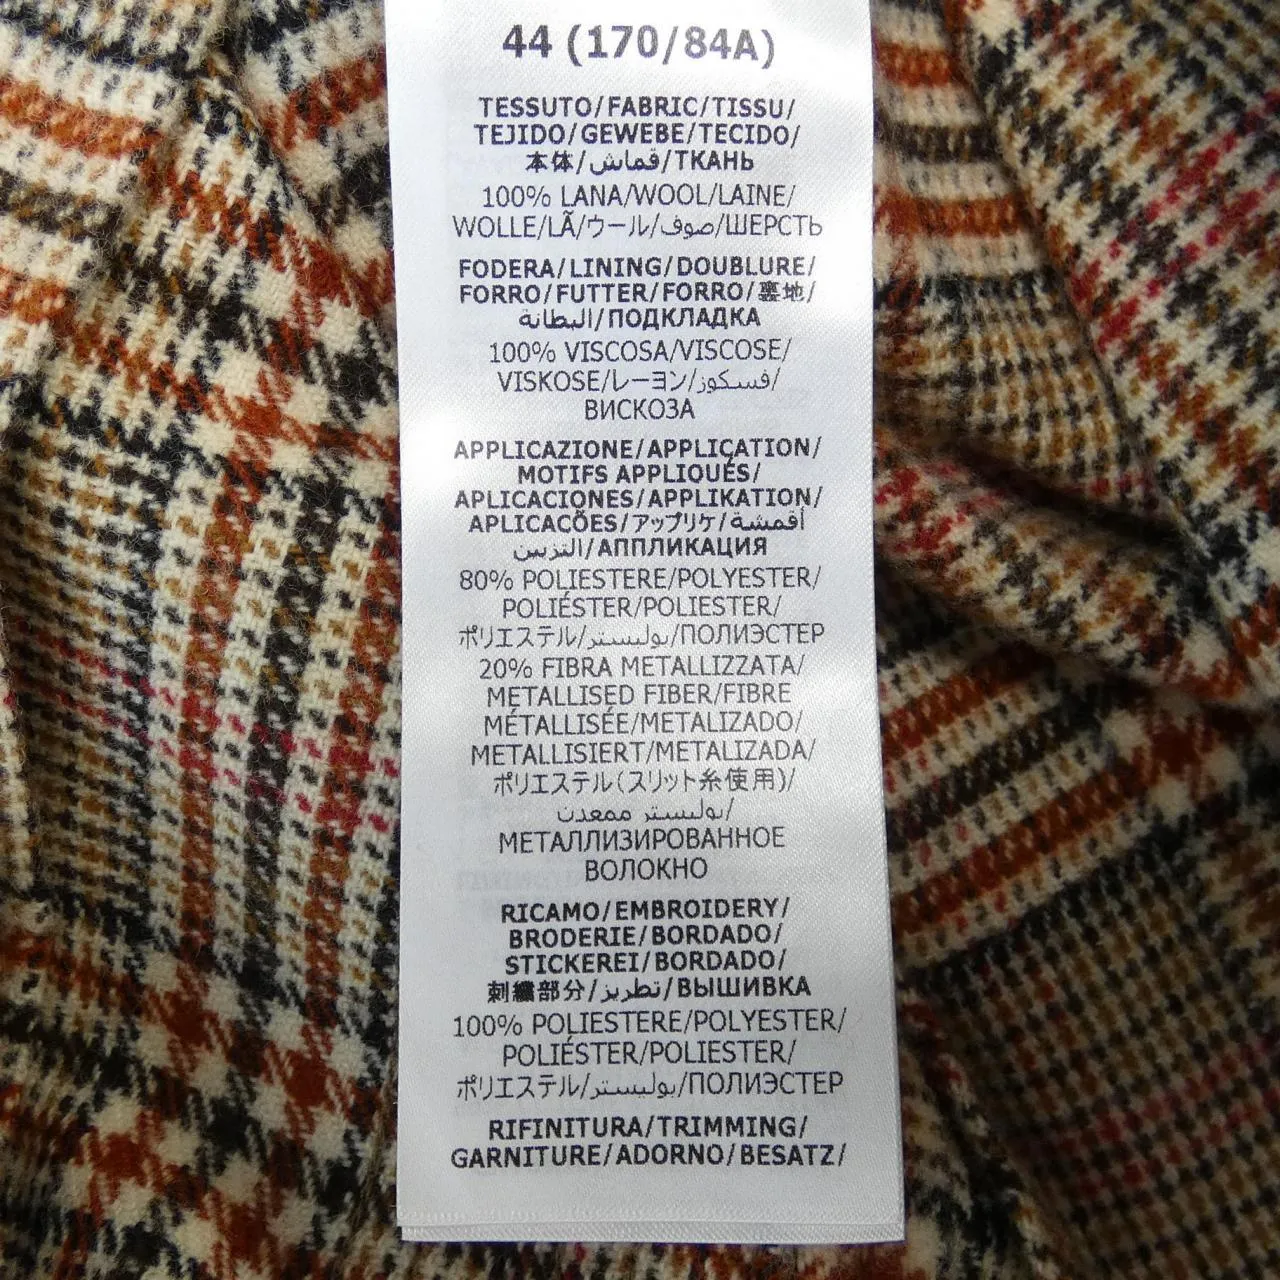 44 (170/84A)
TESSUTO/FABRIC/TISSU/
TEJIDO/GEWEBE/TECIDO/
本体/قماش/ТКАНЬ
100% LANA/WOOL/LAINE/
WOLLE/LÃ/ウール/صوف/ШЕРСТЬ
FODERA/LINING/DOUBLURE/
FORRO/FUTTER/FORRO/裏地/
البطانة/ПОДКЛАДКА
100% VISCOSA/VISCOSE/
VISKOSE/レーヨン/فسكوز/
ВИСКОЗА
APPLICAZIONE/APPLICATION/
MOTIFS APPLIQUÉS/
APLICACIONES/APPLIKATION/
APLICACÕES/アップリケ/أقمشة
التزيين/АППЛИКАЦИЯ
80% POLIESTERE/POLYESTER/
POLIÉSTER/POLIESTER/
ポリエステル/بوليستر/ПОЛИЭСТЕР
20% FIBRA METALLIZZATA/
METALLISED FIBER/FIBRE
MÉTALLISÉE/METALIZADO/
METALLISIERT/METALIZADA/
ポリエステル(スリット糸使用)/
بوليستر ممعدن/
МЕТАЛЛИЗИРОВАННОЕ
ВОЛОКНО
RICAMO/EMBROIDERY/
BRODERIE/BORDADO/
STICKEREI/BORDADO/
刺繍部分/تطريز/ВЫШИВКА
100% POLIESTERE/POLYESTER/
POLIÉSTER/POLIESTER/
ポリエステル/بوليستر/ПОЛИЭСТЕР
RIFINITURA/TRIMMING/
GARNITURE/ADORNO/BESATZ/